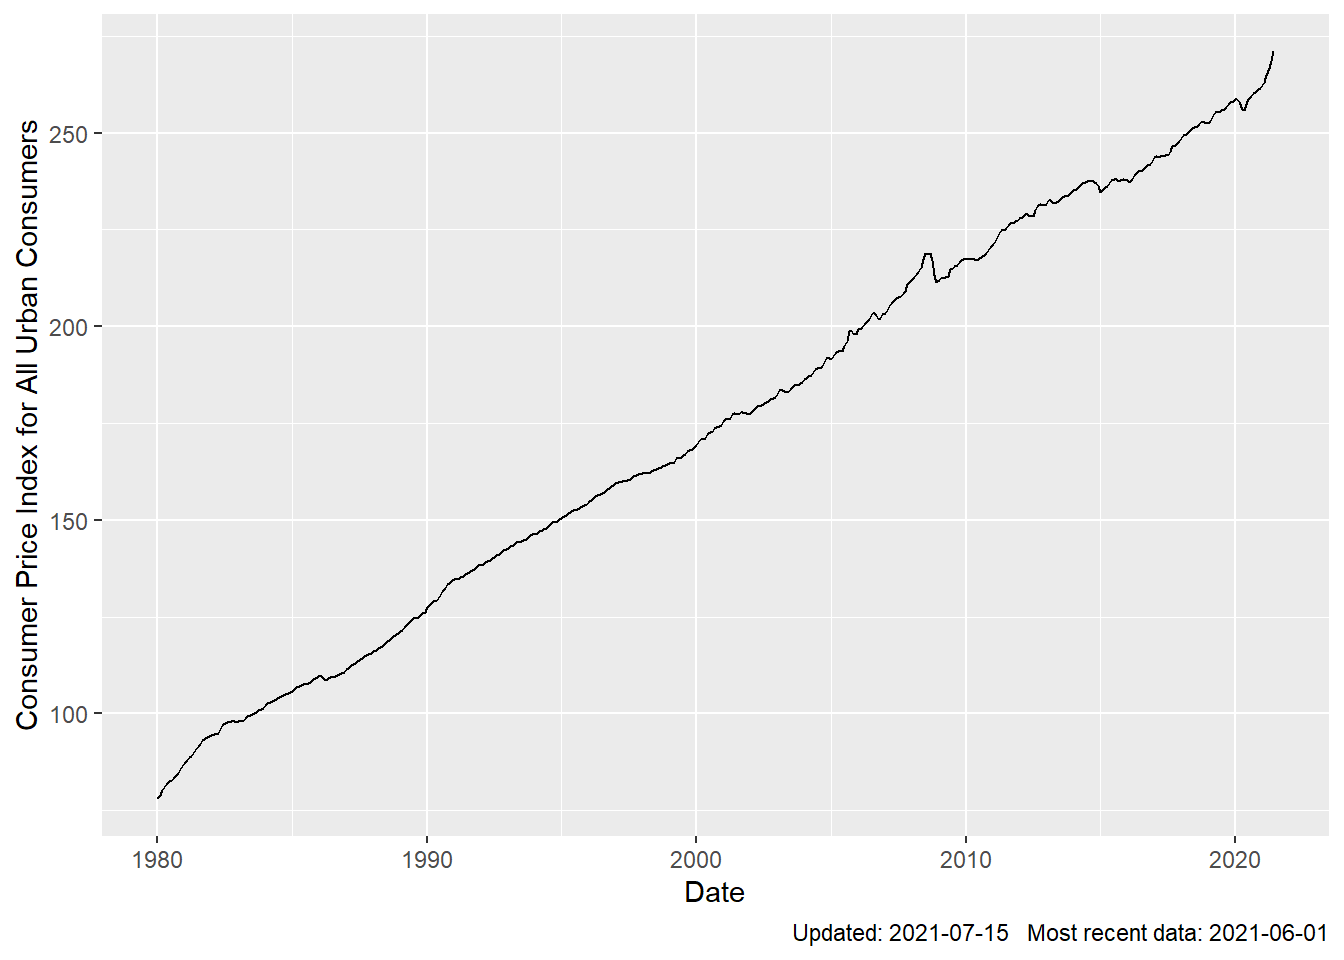 Consumer Price Index for All Urban Consumers
250
200
150
100
1980 1990 2000 2010 2020
Date
Updated: 2021-07-15 Most recent data: 2021-06-01